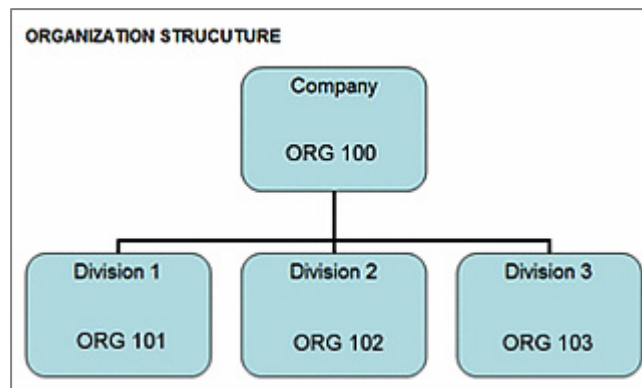 ORGANIZATION STRUCUTURE
Company
ORG 100
Division 1
ORG 101
Division 2
ORG 102
Division 3
ORG 103